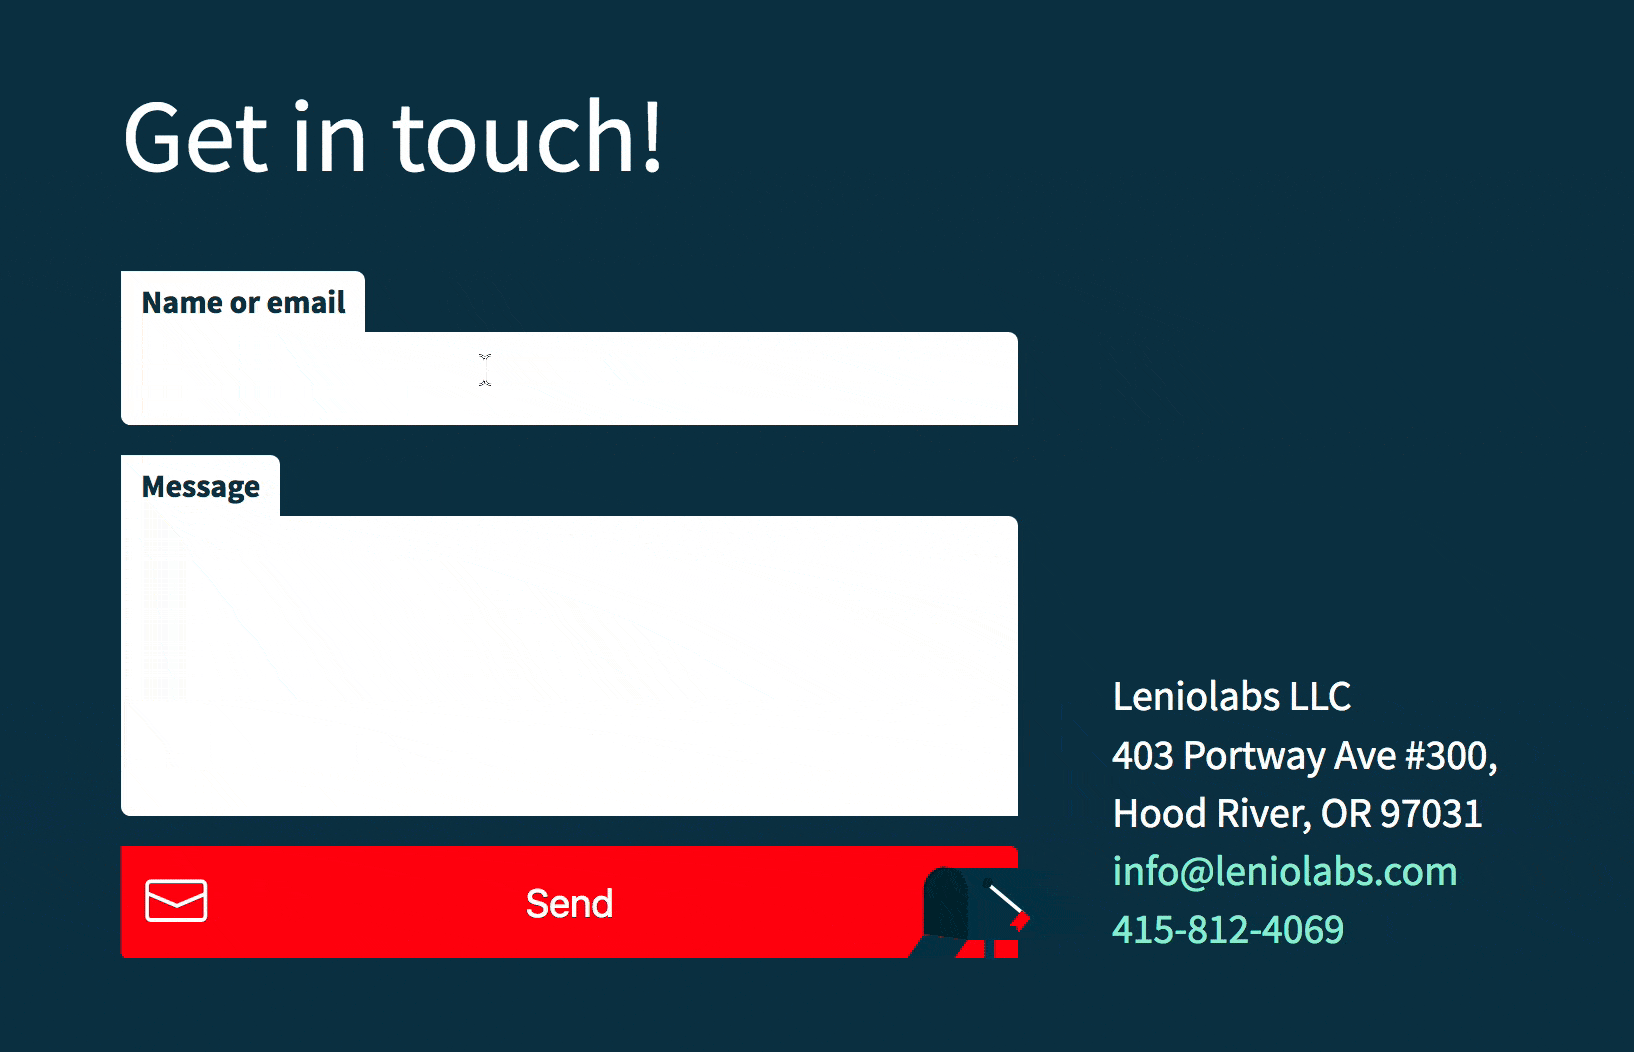 Get in touch!
Name or email
Message
Send
Leniolabs LLC
403 Portway Ave #300,
Hood River, OR 97031
info@leniolabs.com
415-812-4069